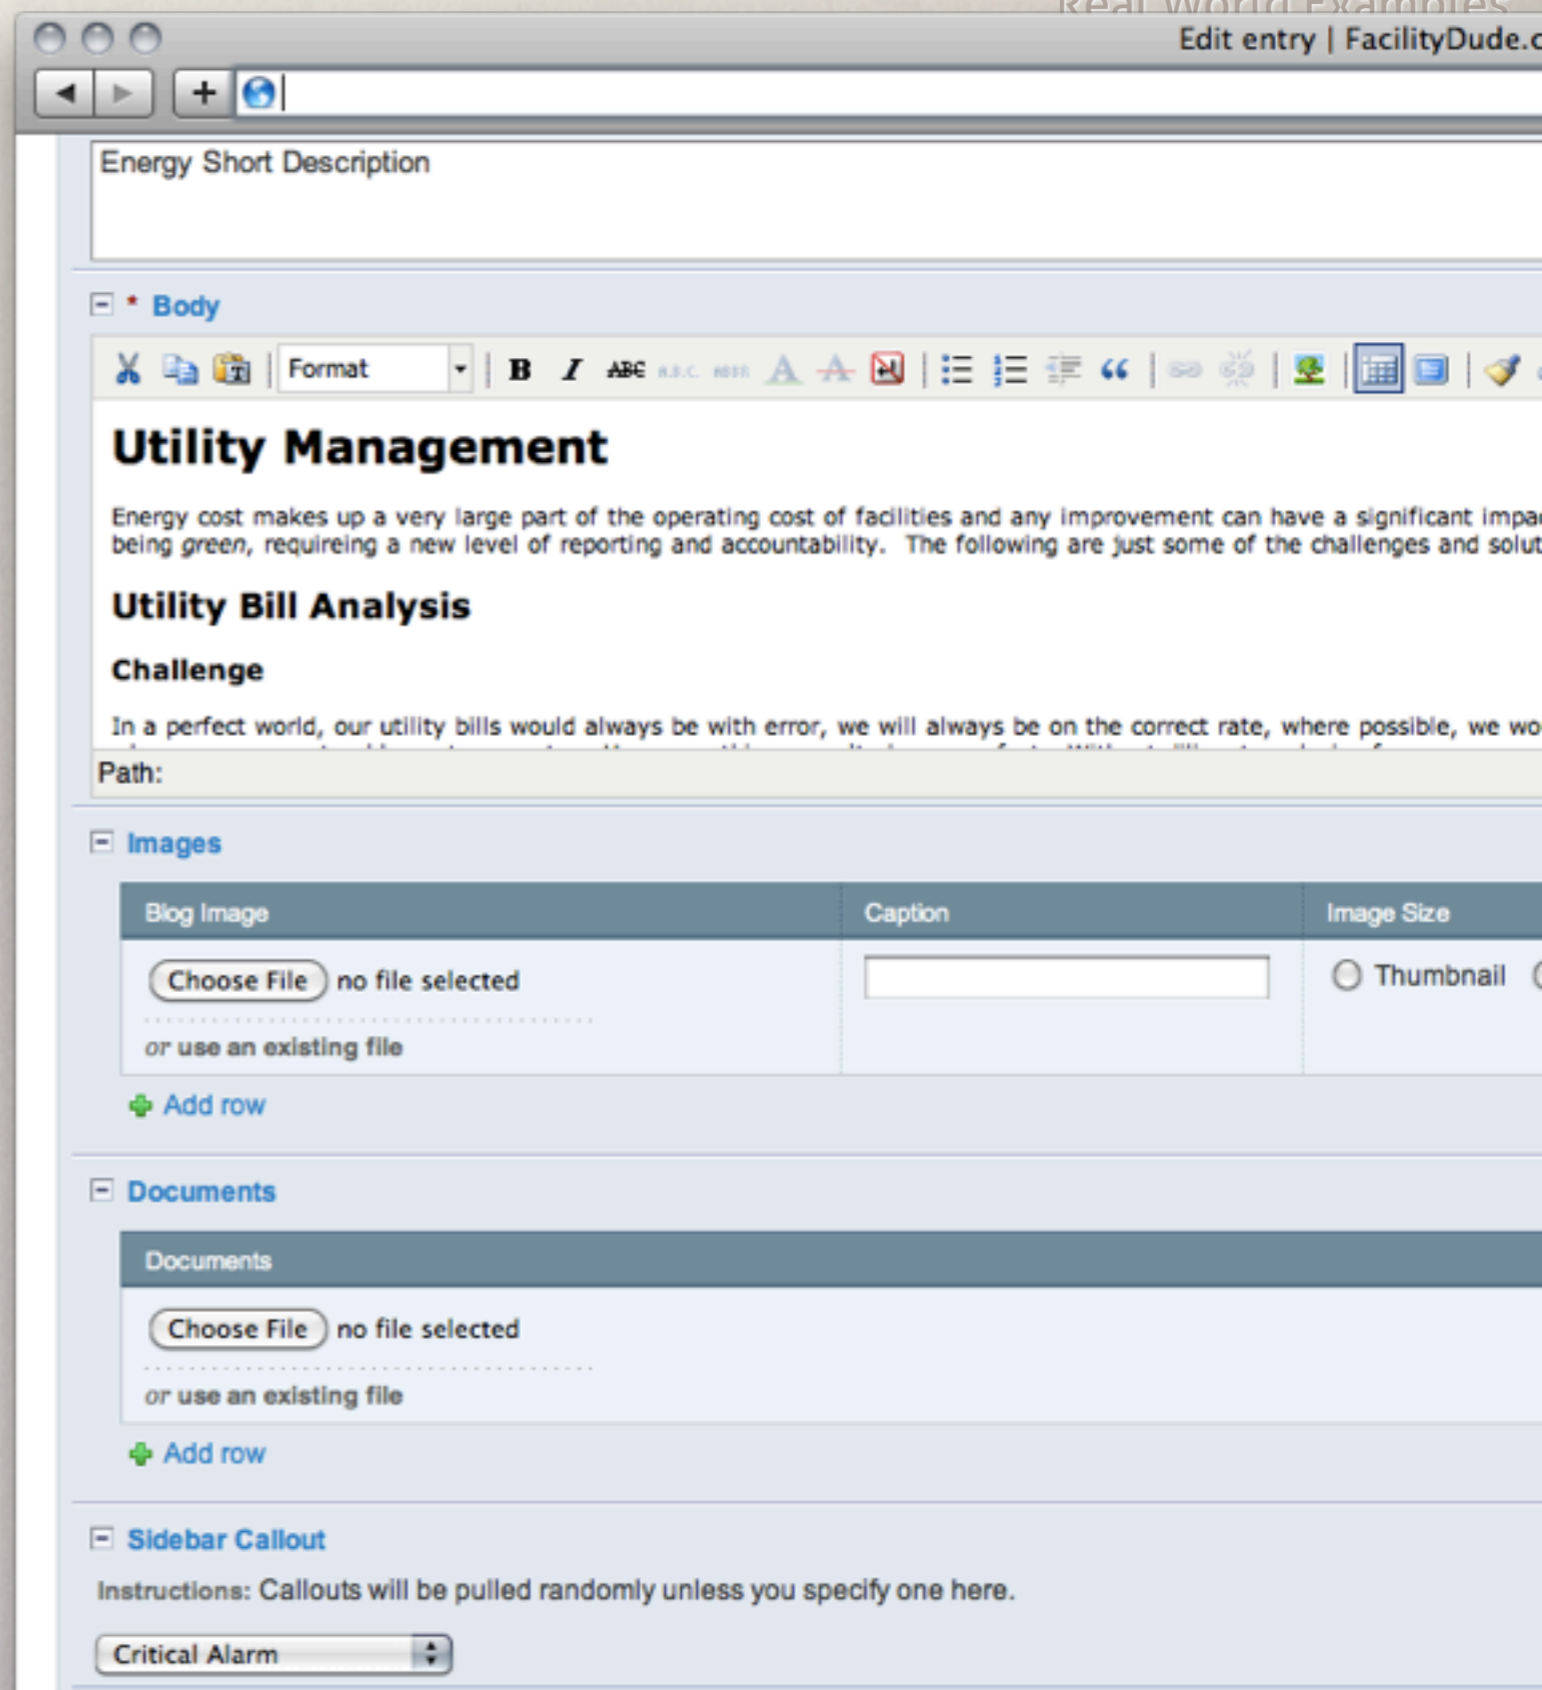 Real World Examples
Edit entry | FacilityDude.c
Energy Short Description
* Body
Format
B I ABC A.B.C. ABBR A A
Utility Management
Energy cost makes up a very large part of the operating cost of facilities and any improvement can have a significant impa
being green, requireing a new level of reporting and accountability. The following are just some of the challenges and solut
Utility Bill Analysis
Challenge
In a perfect world, our utility bills would always be with error, we will always be on the correct rate, where possible, we wo
Path:
Images
Blog Image Caption Image Size
Choose File no file selected Thumbnail
or use an existing file
Add row
Documents
Documents
Choose File no file selected
or use an existing file
Add row
Sidebar Callout
Instructions: Callouts will be pulled randomly unless you specify one here.
Critical Alarm